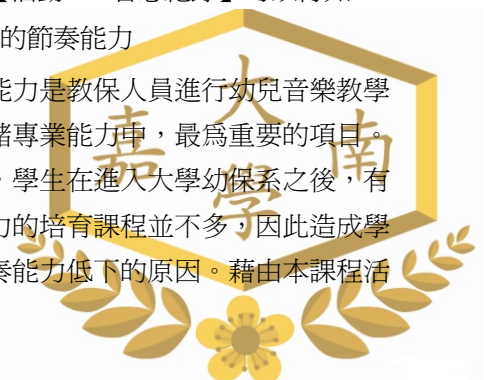 的節奏能力
能力是教保人員進行幼兒音樂教學
諸專業能力中，最為重要的項目。
，學生在進入大學幼保系之後，有
力的培育課程並不多，因此造成學
奏能力低下的原因。藉由本課程活
大
嘉 南
學